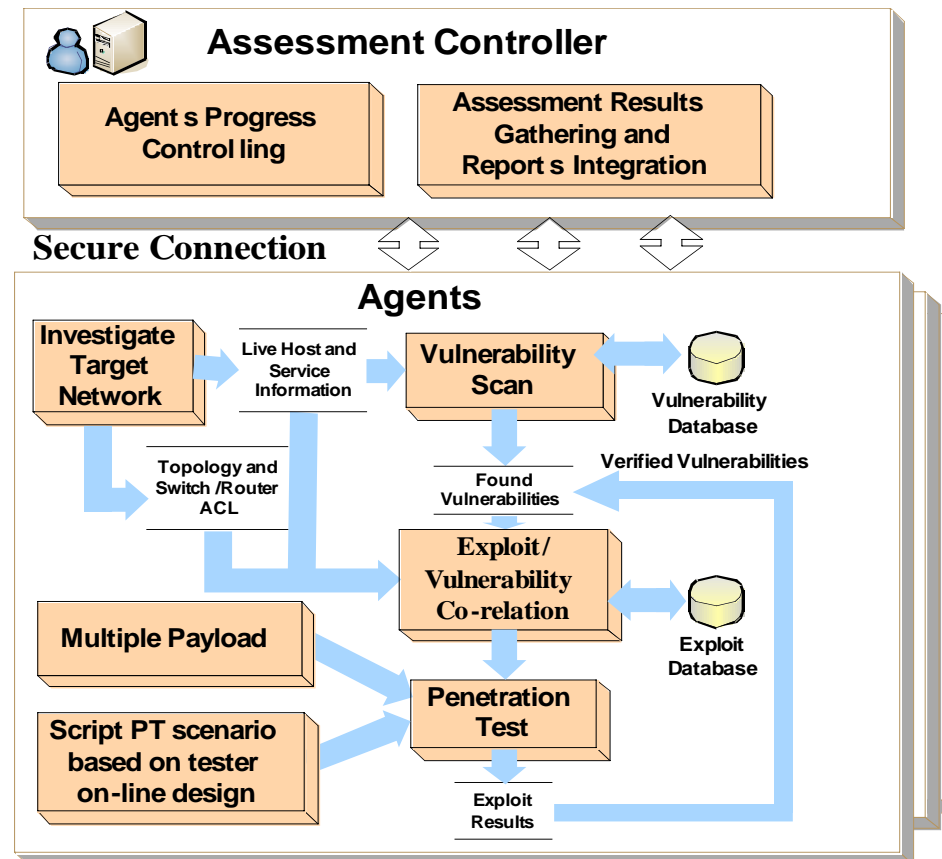 Assessment Controller
Agent s Progress
Control ling
Assessment Results
Gathering and
Report s Integration
Secure Connection
Agents
Investigate
Target
Network
Live Host and
Service
Information
Vulnerability
Scan
Vulnerability
Database
Topology and
Switch /Router
ACL
Found
Vulnerabilities
Verified Vulnerabilities
Exploit /
Vulnerability
Co-relation
Exploit
Database
Multiple Payload
Penetration
Test
Script PT scenario
based on tester
on-line design
Exploit
Results